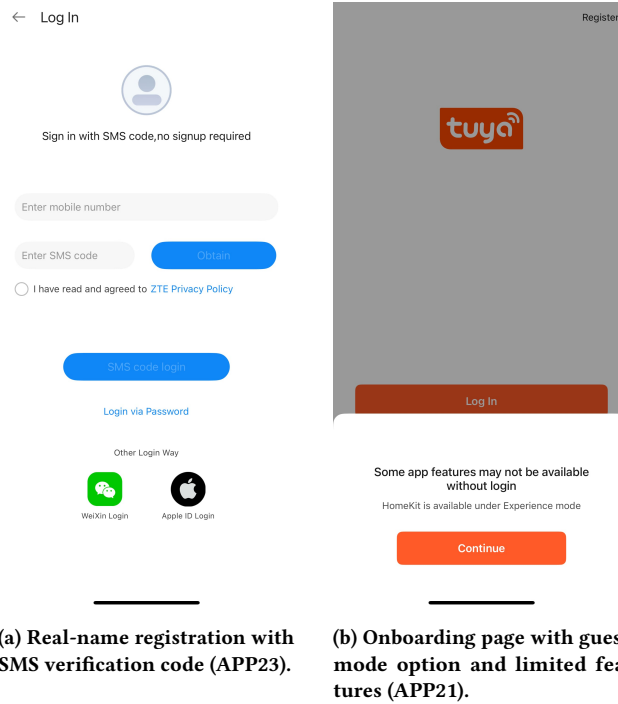 Log In
Sign in with SMS code,no signup required
Enter mobile number
Enter SMS code
Obtain
I have read and agreed to ZTE Privacy Policy
SMS code login
Login via Password
Other Login Way
WeiXin Login
Apple ID Login
(a) Real-name registration with
SMS verification code (APP23).
Register
tuya
Log In
Some app features may not be available
without login
HomeKit is available under Experience mode
Continue
(b) Onboarding page with gues
mode option and limited fea
tures (APP21).